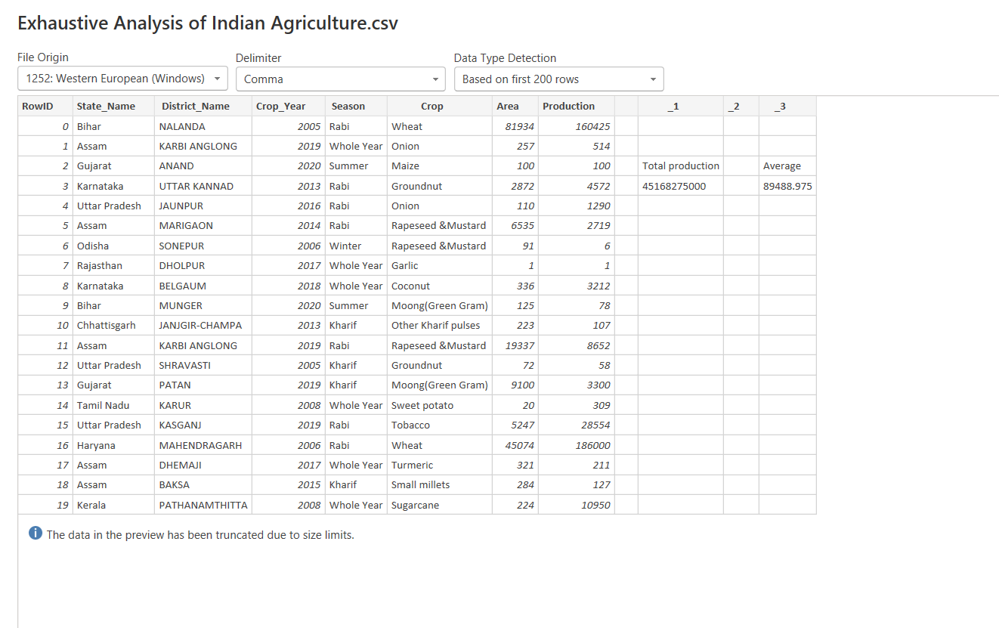 Exhaustive Analysis of Indian Agriculture.csv
File Origin Delimiter Data Type Detection
1252: Western European (Windows) Comma Based on first 200 rows
RowID State_Name District_Name Crop_Year Season Crop Area Production _1 _2 _3
0 Bihar NALANDA 2005 Rabi Wheat 81934 160425
1 Assam KARBI ANGLONG 2019 Whole Year Onion 257 514
2 Gujarat ANAND 2020 Summer Maize 100 100 Total production Average
3 Karnataka UTTAR KANNAD 2013 Rabi Groundnut 2872 4572 45168275000 89488.975
4 Uttar Pradesh JAUNPUR 2016 Rabi Onion 110 1290
5 Assam MARIGAON 2014 Rabi Rapeseed &Mustard 6535 2719
6 Odisha SONEPUR 2006 Winter Rapeseed &Mustard 91 6
7 Rajasthan DHOLPUR 2017 Whole Year Garlic 1 1
8 Karnataka BELGAUM 2018 Whole Year Coconut 336 3212
9 Bihar MUNGER 2020 Summer Moong(Green Gram) 125 78
10 Chhattisgarh JANJGIR-CHAMPA 2013 Kharif Other Kharif pulses 223 107
11 Assam KARBI ANGLONG 2019 Rabi Rapeseed &Mustard 19337 8652
12 Uttar Pradesh SHRAVASTI 2005 Kharif Groundnut 72 58
13 Gujarat PATAN 2019 Kharif Moong(Green Gram) 9100 3300
14 Tamil Nadu KARUR 2008 Whole Year Sweet potato 20 309
15 Uttar Pradesh KASGANJ 2019 Rabi Tobacco 5247 28554
16 Haryana MAHENDRAGARH 2006 Rabi Wheat 45074 186000
17 Assam DHEMAJI 2017 Whole Year Turmeric 321 211
18 Assam BAKSA 2015 Kharif Small millets 284 127
19 Kerala PATHANAMTHITTA 2008 Whole Year Sugarcane 224 10950
The data in the preview has been truncated due to size limits.